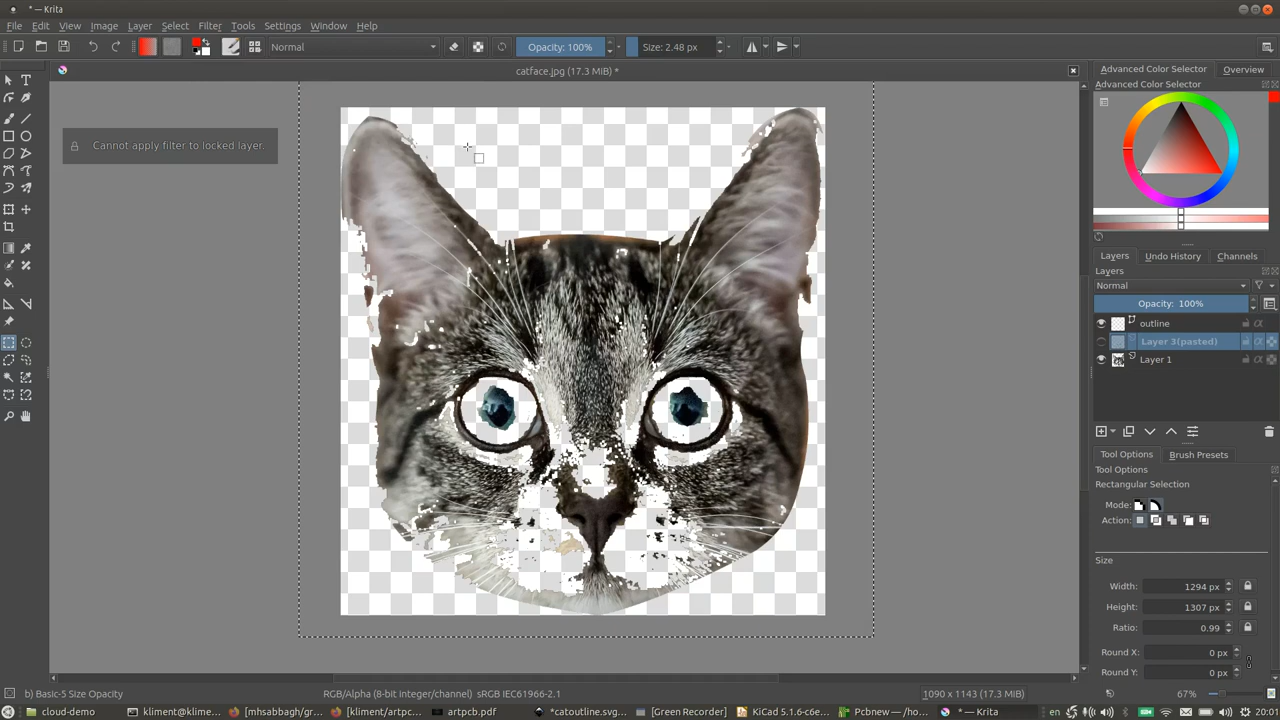 * — Krita
File Edit View Image Layer Select Filter Tools Settings Window Help
Normal Opacity: 100% Size: 2.48 px
catface.jpg (17.3 MiB) *
Cannot apply filter to locked layer.
Advanced Color Selector Overview
Advanced Color Selector
Layers Undo History Channels
Layers
Normal
Opacity: 100%
outline
Layer 3(pasted)
Layer 1
Tool Options Brush Presets
Tool Options
Rectangular Selection
Mode:
Action:
Size
Width: 1294 px
Height: 1307 px
Ratio: 0.99
Round X: 0 px
Round Y: 0 px
b) Basic-5 Size Opacity RGB/Alpha (8-bit integer/channel) sRGB IEC61966-2.1 1090 x 1143 (17.3 MiB) 67%
cloud-demo kliment@klime... [mhsabbagh/gr... [kliment/artpc... artpcb.pdf *catoutline.svg... [Green Recorder] KiCad 5.1.6-c6e... Pcbnew — /ho... * — Krita en 20:01